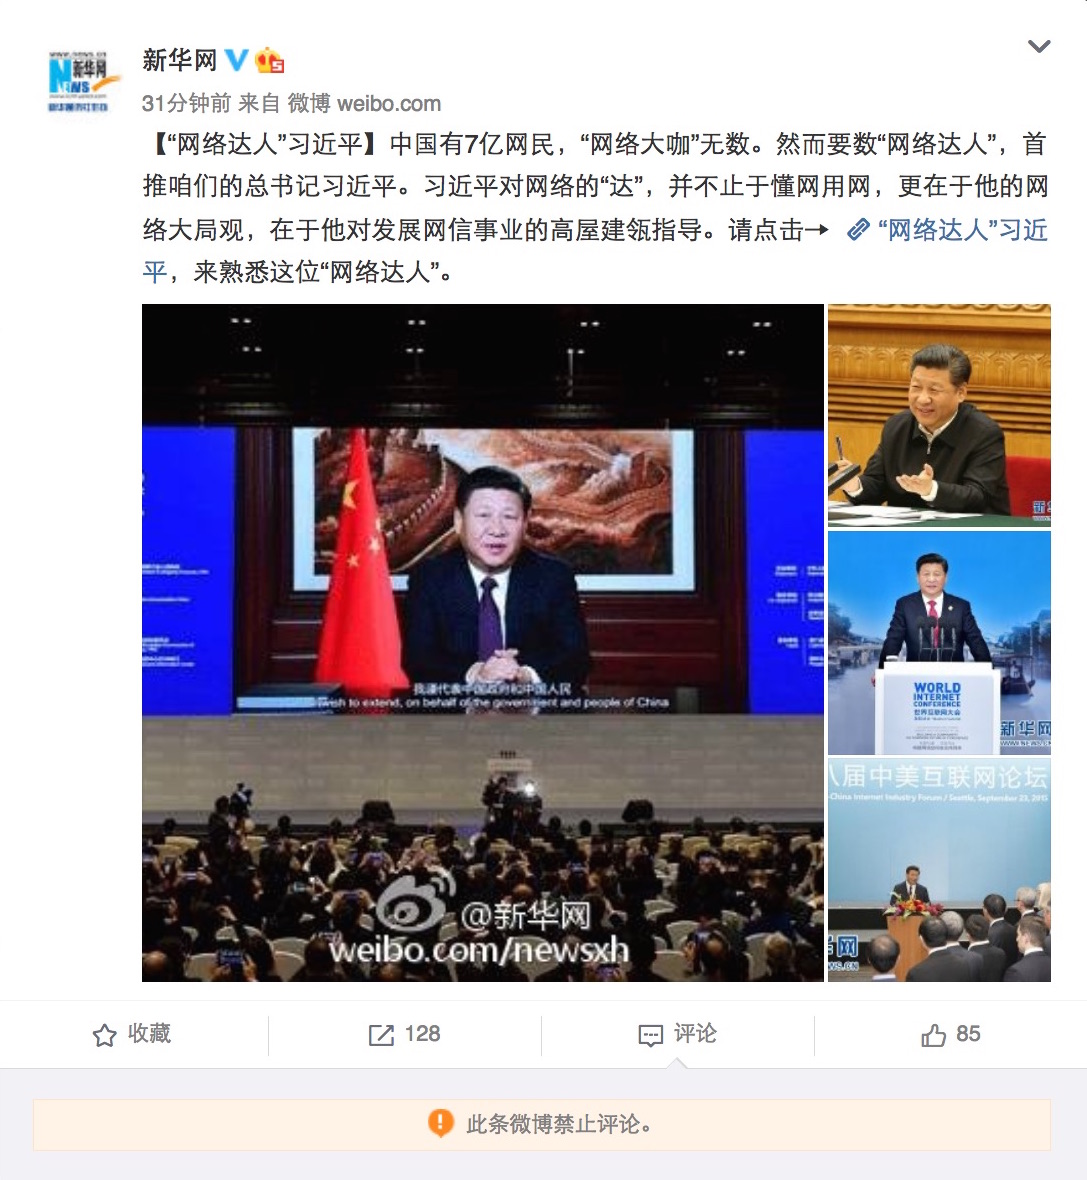 新华网
31分钟前 来自 微博 weibo.com
【“网络达人”习近平】中国有7亿网民，“网络大咖”无数。然而要数“网络达人”，首
推咱们的总书记习近平。习近平对网络的“达”，并不止于懂网用网，更在于他的网
络大局观，在于他对发展网信事业的高屋建瓴指导。请点击→ “网络达人”习近
平，来熟悉这位“网络达人”。
我谨代表中国政府和中国人民
wish to extend, on behalf of the government and people of China
@新华网
weibo.com/newsxh
WORLD
INTERNET
CONFERENCE
世界互联网大会
新华网
八届中美互联网论坛
-China Internet Industry Forum / Seattle, September 23, 2015
收藏
128
评论
85
此条微博禁止评论。